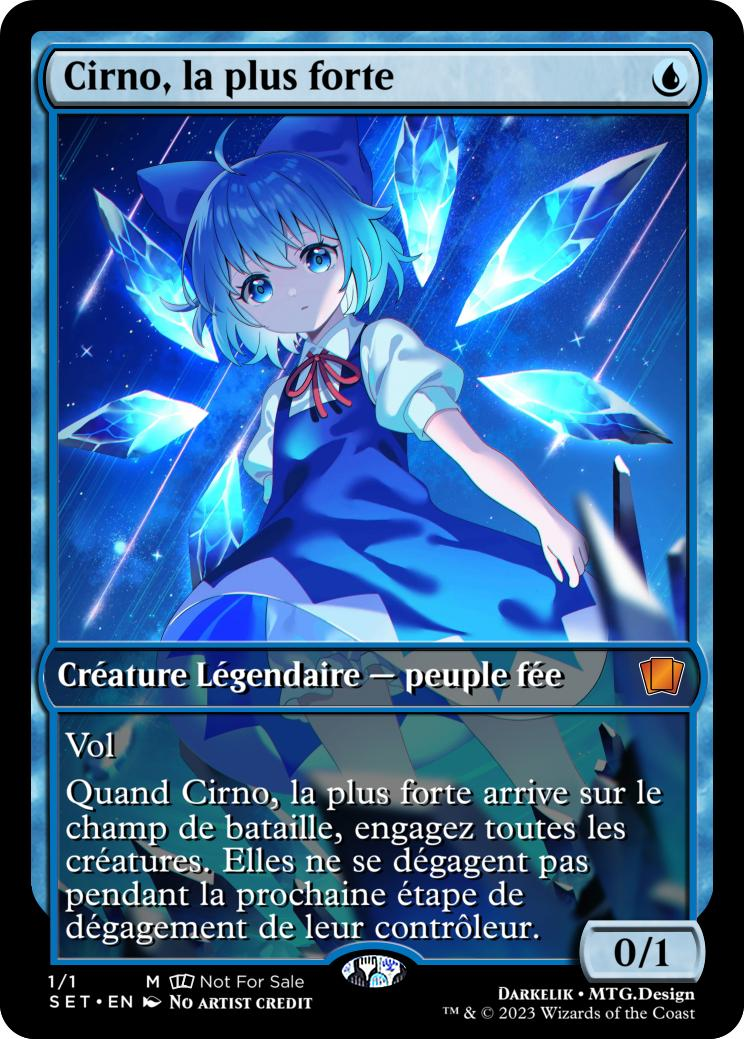 Cirno, la plus forte
Créature Légendaire — peuple fée
Vol
Quand Cirno, la plus forte arrive sur le
champ de bataille, engagez toutes les
créatures. Elles ne se dégagent pas
pendant la prochaine étape de
dégagement de leur contrôleur.
0/1
1/1 M Not For Sale
SET • EN No artist credit
Darkelik • MTG.Design
™ & © 2023 Wizards of the Coast